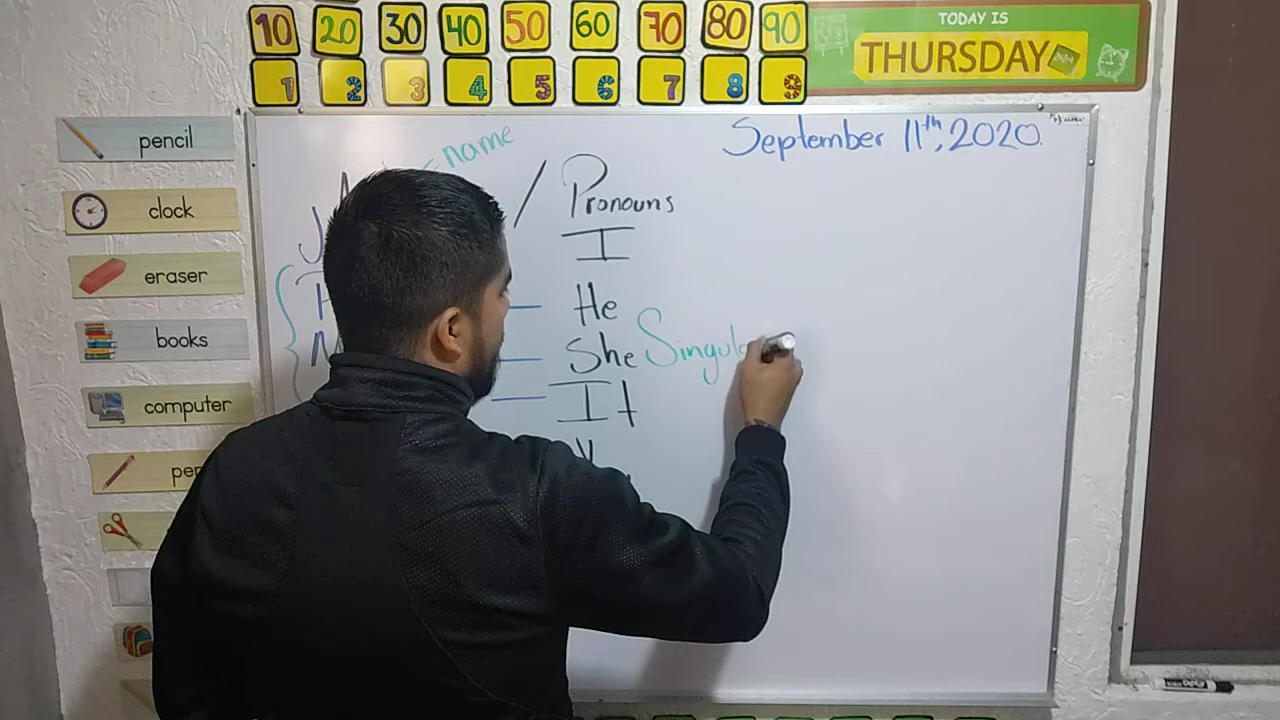 10 20 30 40 50 60 70 80 90
1 2 3 4 5 6 7 8 9
TODAY IS
THURSDAY
September 11th, 2020.
= name
/ Pronouns
I
He
She Singul
It
pencil
clock
eraser
books
computer